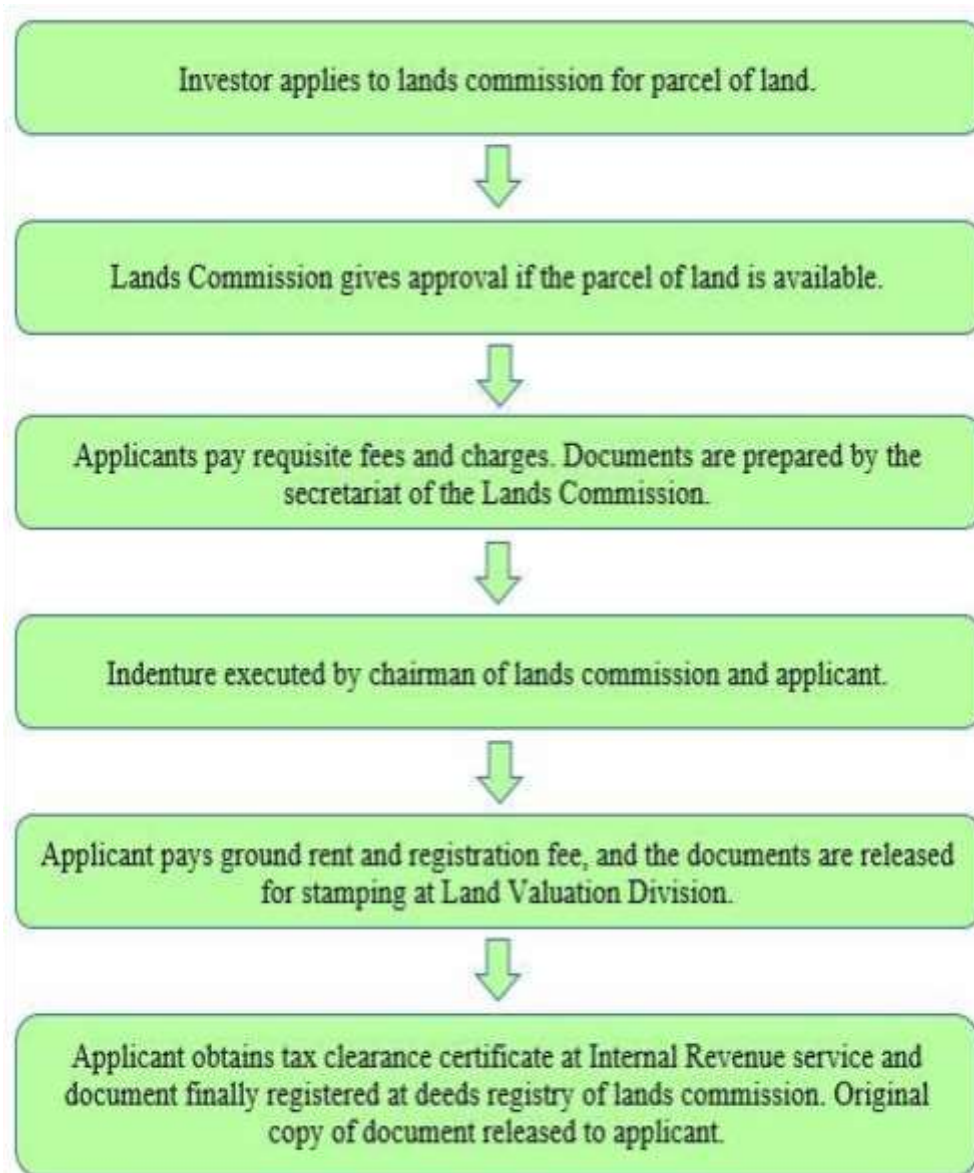 Investor applies to lands commission for parcel of land.
Lands Commission gives approval if the parcel of land is available.
Applicants pay requisite fees and charges. Documents are prepared by the
secretariat of the Lands Commission.
Indenture executed by chairman of lands commission and applicant.
Applicant pays ground rent and registration fee, and the documents are released
for stamping at Land Valuation Division.
Applicant obtains tax clearance certificate at Internal Revenue service and
document finally registered at deeds registry of lands commission. Original
copy of document released to applicant.